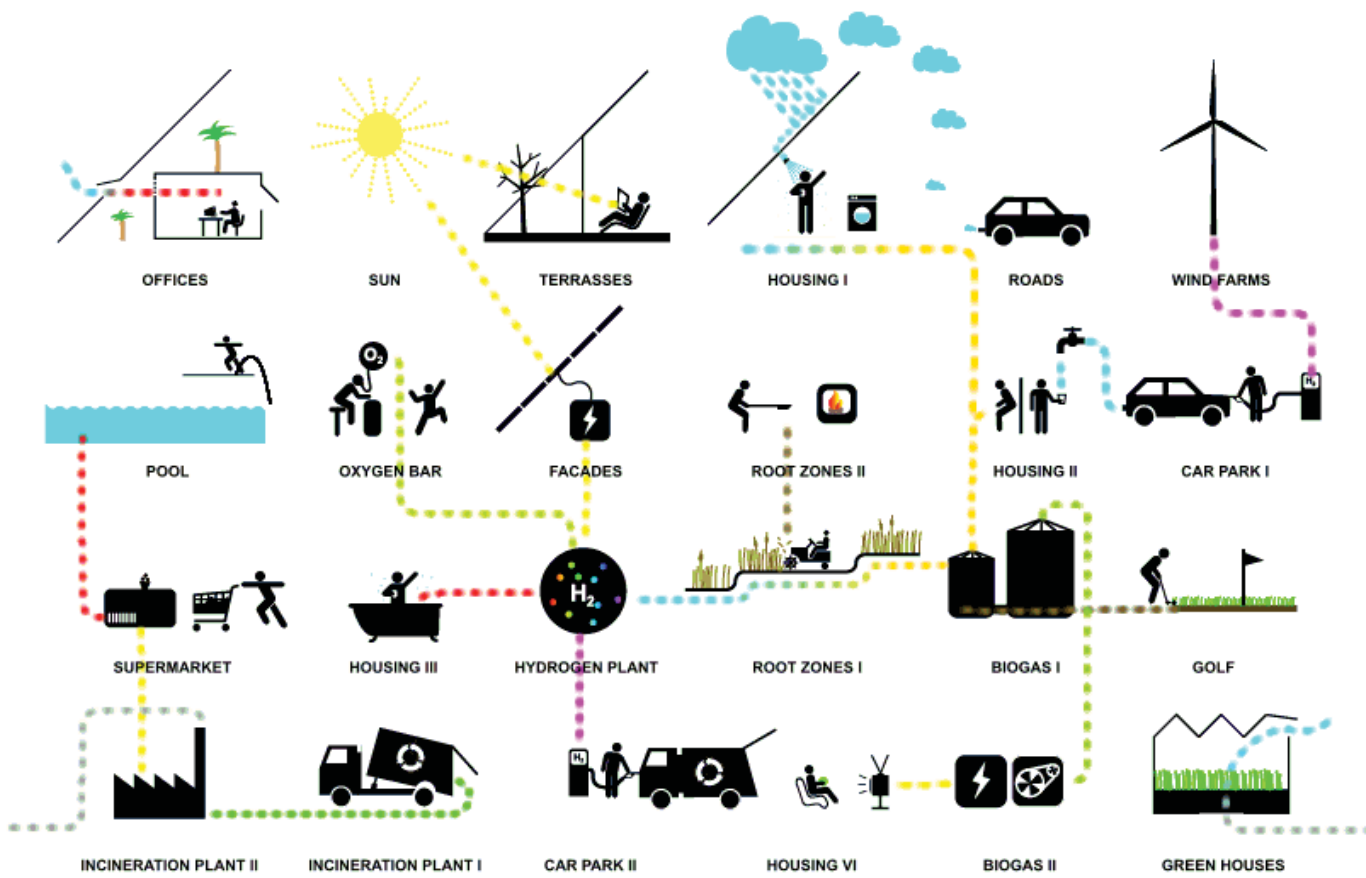 OFFICES
SUN
TERRASSES
HOUSING I
ROADS
WIND FARMS
O2
H2
POOL
OXYGEN BAR
FACADES
ROOT ZONES II
HOUSING II
CAR PARK I
H2
SUPERMARKET
HOUSING III
HYDROGEN PLANT
ROOT ZONES I
BIOGAS I
GOLF
H2
INCINERATION PLANT II
INCINERATION PLANT I
CAR PARK II
HOUSING VI
BIOGAS II
GREEN HOUSES